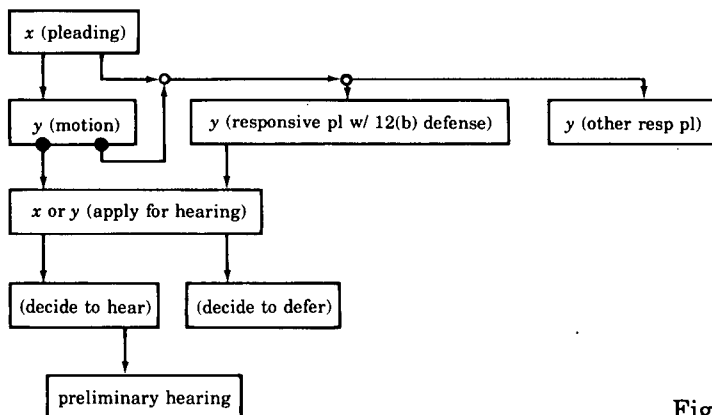 x (pleading)
y (motion)
y (responsive pl w/ 12(b) defense)
y (other resp pl)
x or y (apply for hearing)
(decide to hear)
(decide to defer)
preliminary hearing
Fig